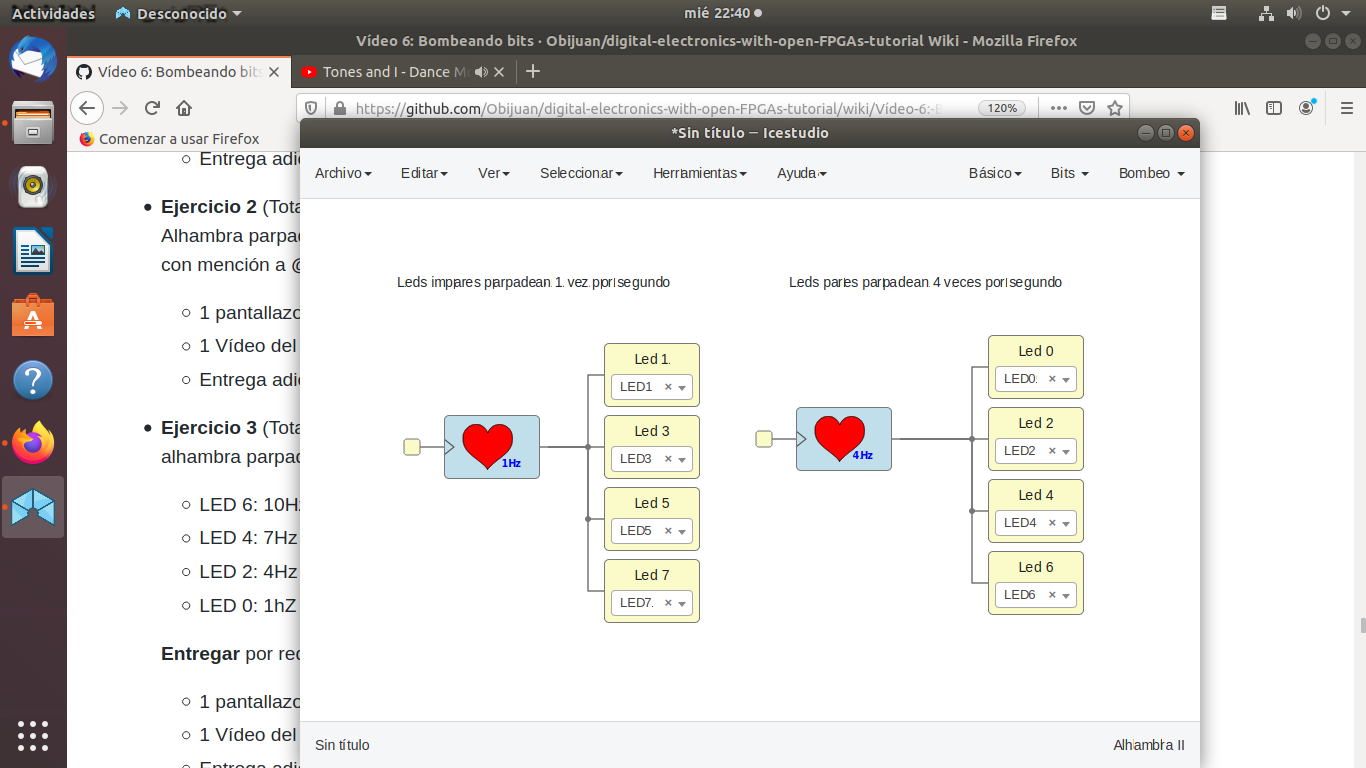 Actividades Desconocido mié 22:40
Vídeo 6: Bombeando bits · Obijuan/digital-electronics-with-open-FPGAs-tutorial Wiki - Mozilla Firefox
Vídeo 6: Bombeando bits Tones and I - Dance M
https://github.com/Obijuan/digital-electronics-with-open-FPGAs-tutorial/wiki/Vídeo-6:- 120%
Comenzar a usar Firefox
*Sin título ─ Icestudio
Archivo Editar Ver Seleccionar Herramientas Ayuda Básico Bits Bombeo
Entrega adi
Ejercicio 2 (Tota
Alhambra parpad
con mención a @
1 pantallazo
1 Vídeo del
Entrega adi
Ejercicio 3 (Tota
alhambra parpad
LED 6: 10Hz
LED 4: 7Hz
LED 2: 4Hz
LED 0: 1hZ
Entregar por red
1 pantallazo
1 Vídeo del
Entrega adi
Leds impares parpadean 1 vez por segundo
1Hz
Led 1
LED1 ×
Led 3
LED3 ×
Led 5
LED5 ×
Led 7
LED7 ×
Leds pares parpadean 4 veces por segundo
4Hz
Led 0
LED0 ×
Led 2
LED2 ×
Led 4
LED4 ×
Led 6
LED6 ×
Sin título Alhambra II